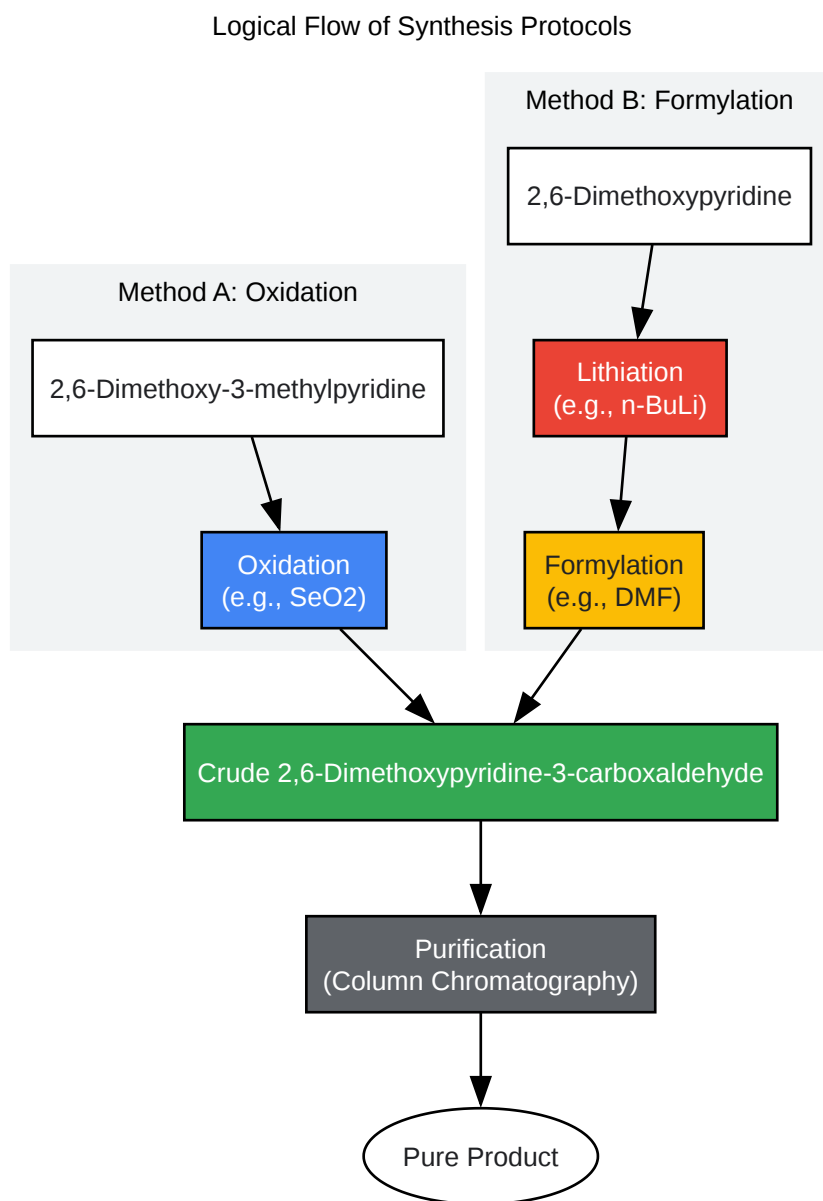 Logical Flow of Synthesis Protocols
Method B: Formylation
2,6-Dimethoxypyridine
Method A: Oxidation
2,6-Dimethoxy-3-methylpyridine
Lithiation
(e.g., n-BuLi)
Oxidation
(e.g., SeO2)
Formylation
(e.g., DMF)
Crude 2,6-Dimethoxypyridine-3-carboxaldehyde
Purification
(Column Chromatography)
Pure Product